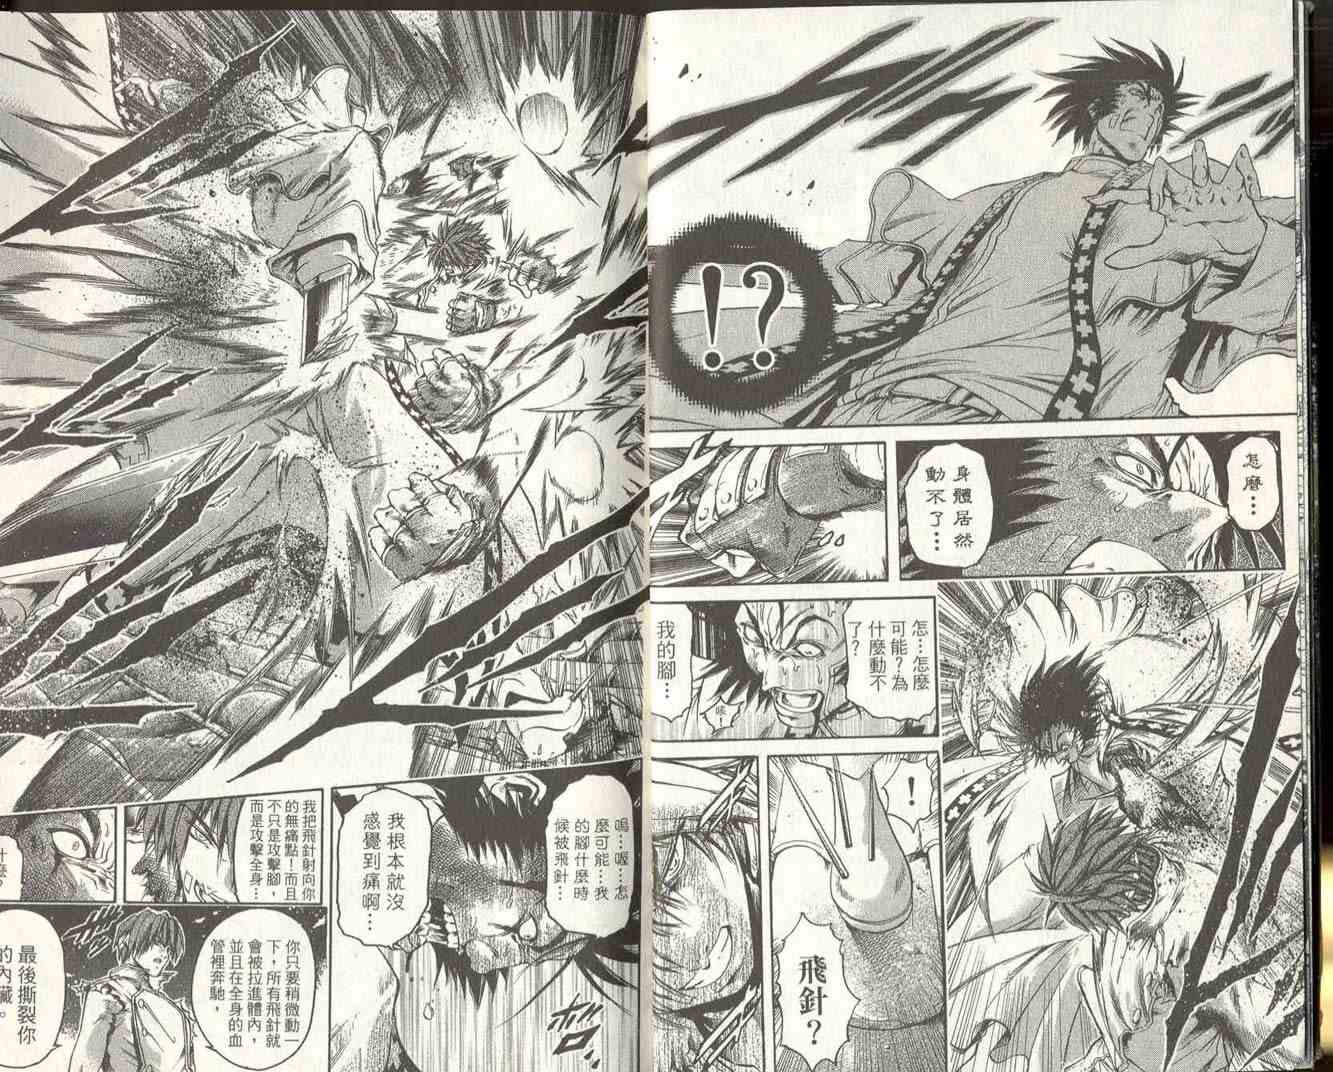 !?
怎麼…
身體居然
動不了…
怎…怎麼
可能?為
什麼動不
了?
咔!
我的腳…
!
飛針?
嗚…喔…怎
麼可能…我
的腳什麼時
候被飛針…
我根本就沒
感覺到痛啊…
我把飛針射向你
的無痛點!而且
不只是攻擊腳,
而是攻擊全身…
什麼?
你只要稍微動一
下,所有飛針就
會被拉進體內,
並且在全身的血
管裡奔馳,
最後撕裂你
的內臟。